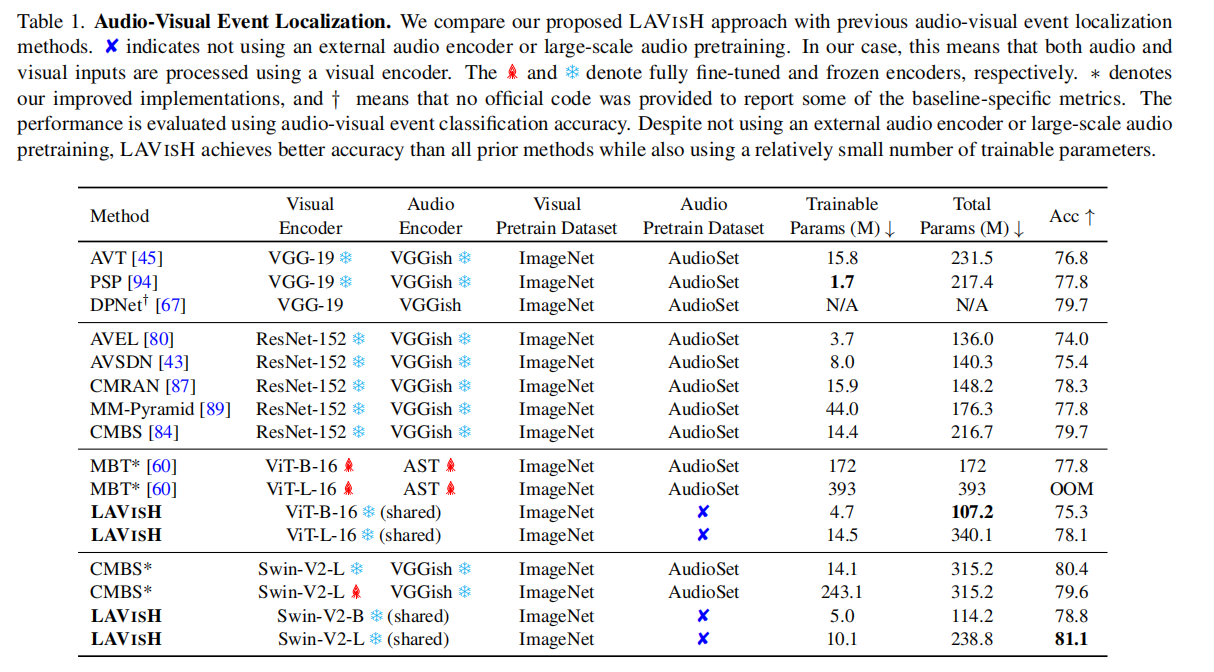 Table 1. Audio-Visual Event Localization. We compare our proposed LAVISH approach with previous audio-visual event localization
methods. ✘ indicates not using an external audio encoder or large-scale audio pretraining. In our case, this means that both audio and
visual inputs are processed using a visual encoder. The 🔥 and ❄ denote fully fine-tuned and frozen encoders, respectively. * denotes
our improved implementations, and † means that no official code was provided to report some of the baseline-specific metrics. The
performance is evaluated using audio-visual event classification accuracy. Despite not using an external audio encoder or large-scale audio
pretraining, LAVISH achieves better accuracy than all prior methods while also using a relatively small number of trainable parameters.
Method Visual Encoder Audio Encoder Visual Pretrain Dataset Audio Pretrain Dataset Trainable Params (M) ↓ Total Params (M) ↓ Acc ↑
AVT [45] VGG-19 ❄ VGGish ❄ ImageNet AudioSet 15.8 231.5 76.8
PSP [94] VGG-19 ❄ VGGish ❄ ImageNet AudioSet 1.7 217.4 77.8
DPNet† [67] VGG-19 VGGish ImageNet AudioSet N/A N/A 79.7
AVEL [80] ResNet-152 ❄ VGGish ❄ ImageNet AudioSet 3.7 136.0 74.0
AVSDN [43] ResNet-152 ❄ VGGish ❄ ImageNet AudioSet 8.0 140.3 75.4
CMRAN [87] ResNet-152 ❄ VGGish ❄ ImageNet AudioSet 15.9 148.2 78.3
MM-Pyramid [89] ResNet-152 ❄ VGGish ❄ ImageNet AudioSet 44.0 176.3 77.8
CMBS [84] ResNet-152 ❄ VGGish ❄ ImageNet AudioSet 14.4 216.7 79.7
MBT* [60] ViT-B-16 🔥 AST 🔥 ImageNet AudioSet 172 172 77.8
MBT* [60] ViT-L-16 🔥 AST 🔥 ImageNet AudioSet 393 393 OOM
LAVISH ViT-B-16 ❄ (shared) ImageNet ✘ 4.7 107.2 75.3
LAVISH ViT-L-16 ❄ (shared) ImageNet ✘ 14.5 340.1 78.1
CMBS* Swin-V2-L ❄ VGGish ❄ ImageNet AudioSet 14.1 315.2 80.4
CMBS* Swin-V2-L 🔥 VGGish ❄ ImageNet AudioSet 243.1 315.2 79.6
LAVISH Swin-V2-B ❄ (shared) ImageNet ✘ 5.0 114.2 78.8
LAVISH Swin-V2-L ❄ (shared) ImageNet ✘ 10.1 238.8 81.1